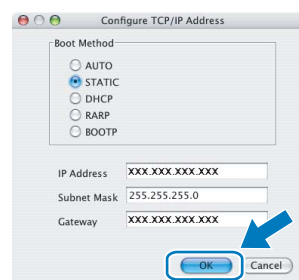 Configure TCP/IP Address
Boot Method
AUTO
STATIC
DHCP
RARP
BOOTP
IP Address XXX.XXX.XXX.XXX
Subnet Mask 255.255.255.0
Gateway XXX.XXX.XXX.XXX
OK Cancel